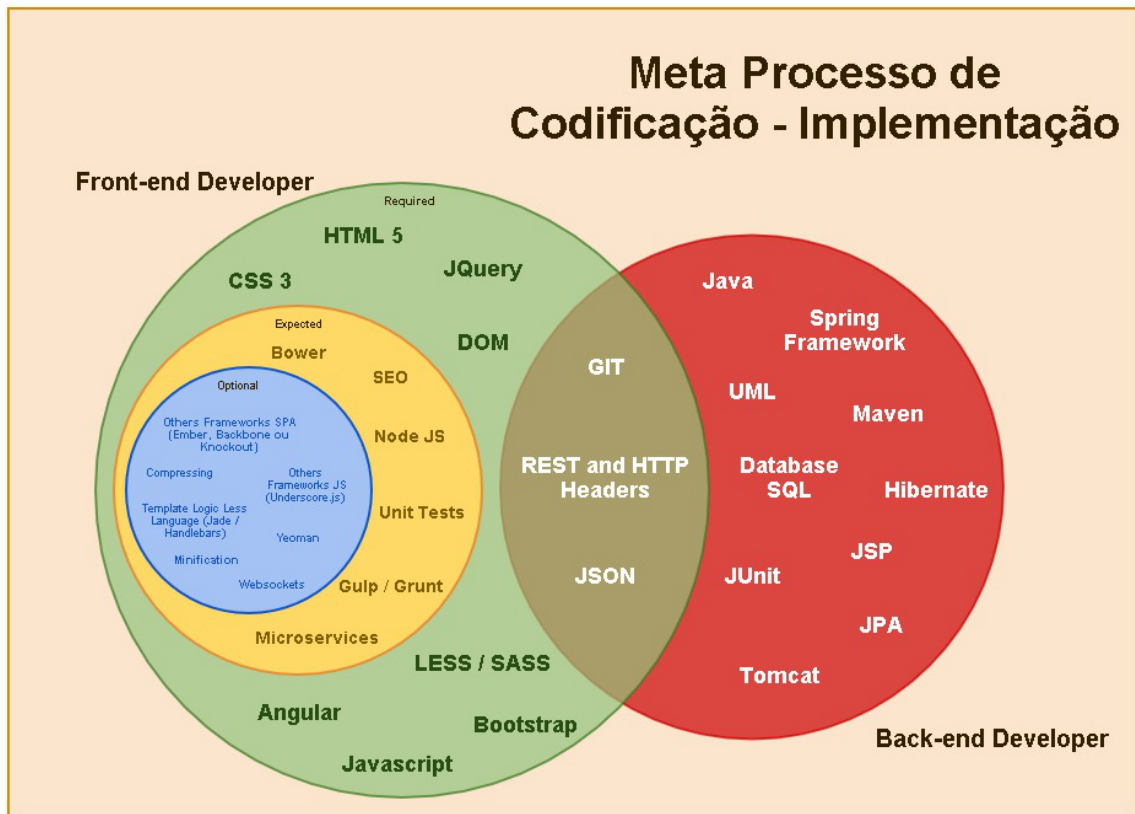 Meta Processo de
Codificação - Implementação
Front-end Developer
Required
HTML 5
JQuery
CSS 3
DOM
Expected
Bower
SEO
Node JS
Unit Tests
Gulp / Grunt
Microservices
Optional
Others Frameworks SPA
(Ember, Backbone ou
Knockout)
Compressing
Others
Frameworks JS
(Underscore.js)
Template Logic Less
Language (Jade /
Handlebars)
Yeoman
Minification
Websockets
LESS / SASS
Angular
Bootstrap
Javascript
GIT
REST and HTTP
Headers
JSON
Java
Spring
Framework
UML
Maven
Database
SQL
Hibernate
JSP
JUnit
JPA
Tomcat
Back-end Developer